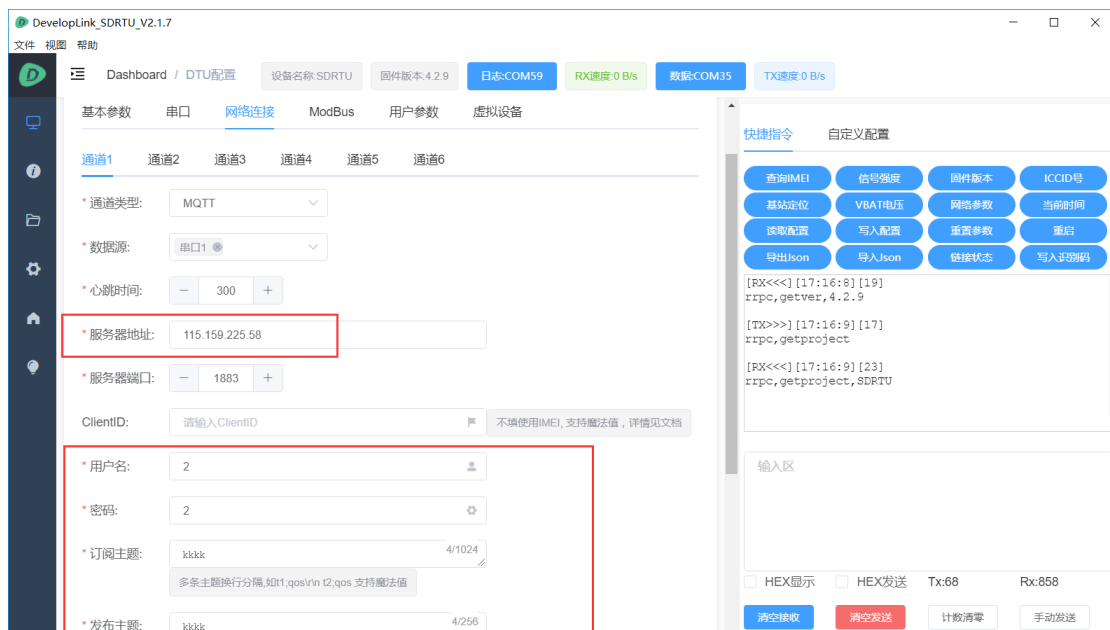 DevelopLink_SDRTU_V2.1.7
文件 视图 帮助
Dashboard / DTU配置 设备名称:SDRTU 固件版本:4.2.9 日志:COM59 RX速度:0 B/s 数据:COM35 TX速度:0 B/s
基本参数 串口 网络连接 ModBus 用户参数 虚拟设备
通道1 通道2 通道3 通道4 通道5 通道6
* 通道类型: MQTT
* 数据源: 串口1
* 心跳时间: − 300 +
* 服务器地址: 115.159.225.58
* 服务器端口: − 1883 +
ClientID: 请输入ClientID 不填使用IMEI, 支持魔法值，详情见文档
* 用户名: 2
* 密码: 2
* 订阅主题: kkkk 4/1024
多条主题换行分隔,如t1;qos\r\n t2;qos 支持魔法值
* 发布主题: kkkk 4/256
快捷指令 自定义配置
查询IMEI 信号强度 固件版本 ICCID号
基站定位 VBAT电压 网络参数 当前时间
读取配置 写入配置 重置参数 重启
导出Json 导入Json 链接状态 写入识别码
[RX<<<][17:16:8][19]
rrpc,getver,4.2.9
[TX>>>][17:16:9][17]
rrpc,getproject
[RX<<<][17:16:9][23]
rrpc,getproject,SDRTU
输入区
HEX显示 HEX发送 Tx:68 Rx:858
清空接收 清空发送 计数清零 手动发送